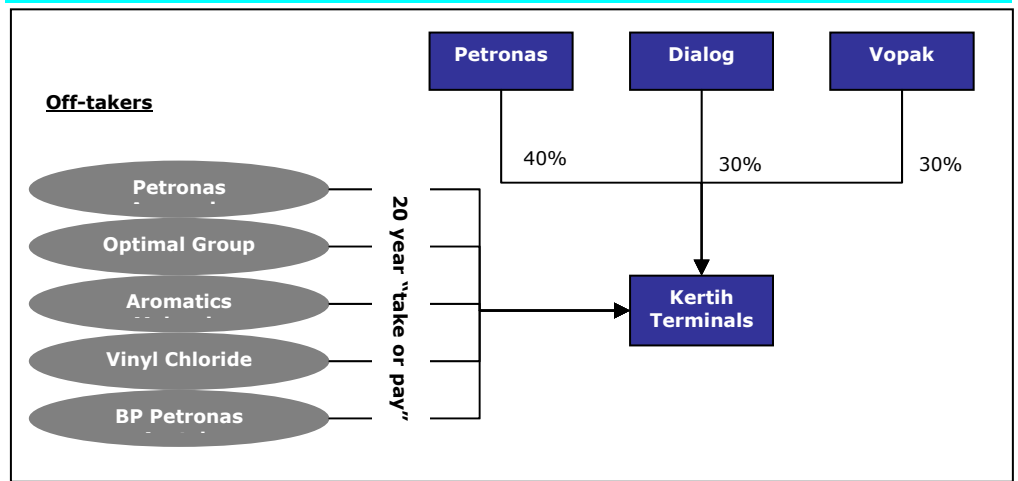 Petronas
Dialog
Vopak
Off-takers
40%
30%
30%
Petronas
Optimal Group
Aromatics
Vinyl Chloride
BP Petronas
20 year “take or pay”
Kertih
Terminals